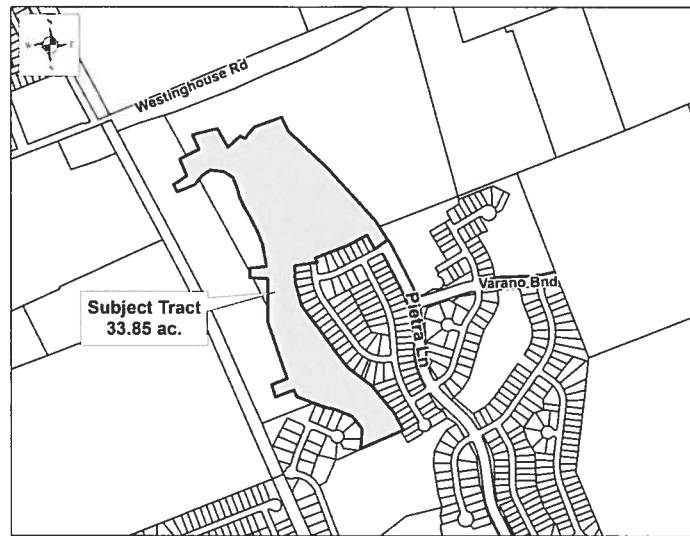 Westinghouse Rd
Subject Tract
33.85 ac.
Varano Bnd
Pietra Ln